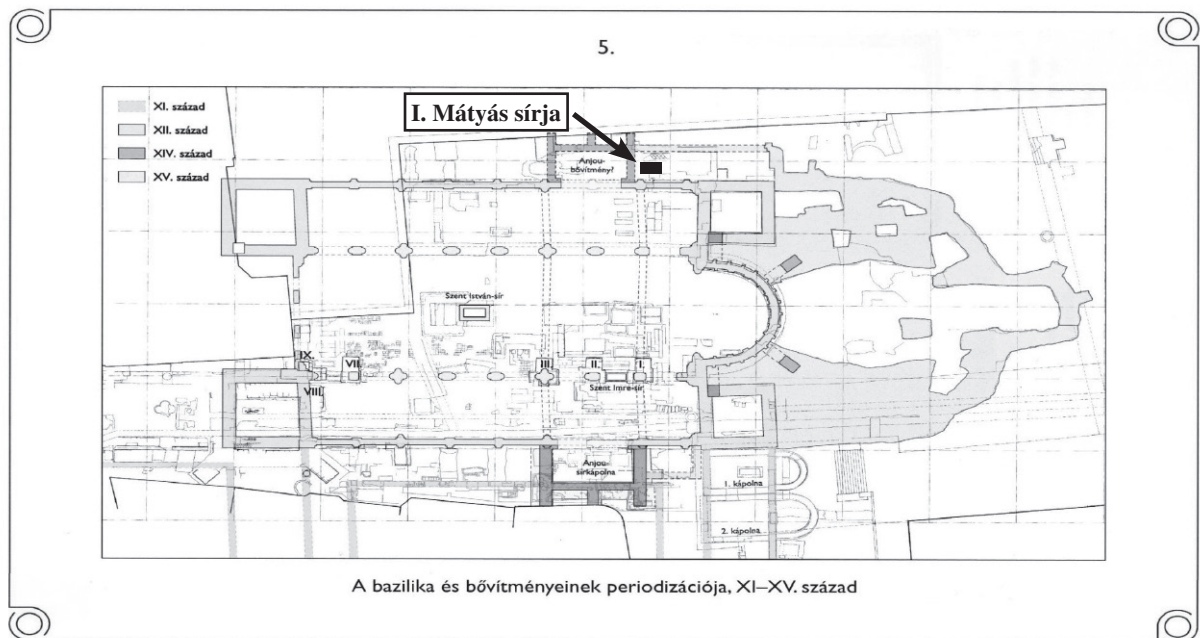 5.
XI. század
XII. század
XIV. század
XV. század
I. Mátyás sírja
Anjou-
bővítmény?
Szent István-sír
IX.
VII.
VIII.
III.
II.
I.
Szent Imre-sír
Anjou-
sírkápolna
1. kápolna
2. kápolna
A bazilika és bővítményeinek periodizációja, XI–XV. század